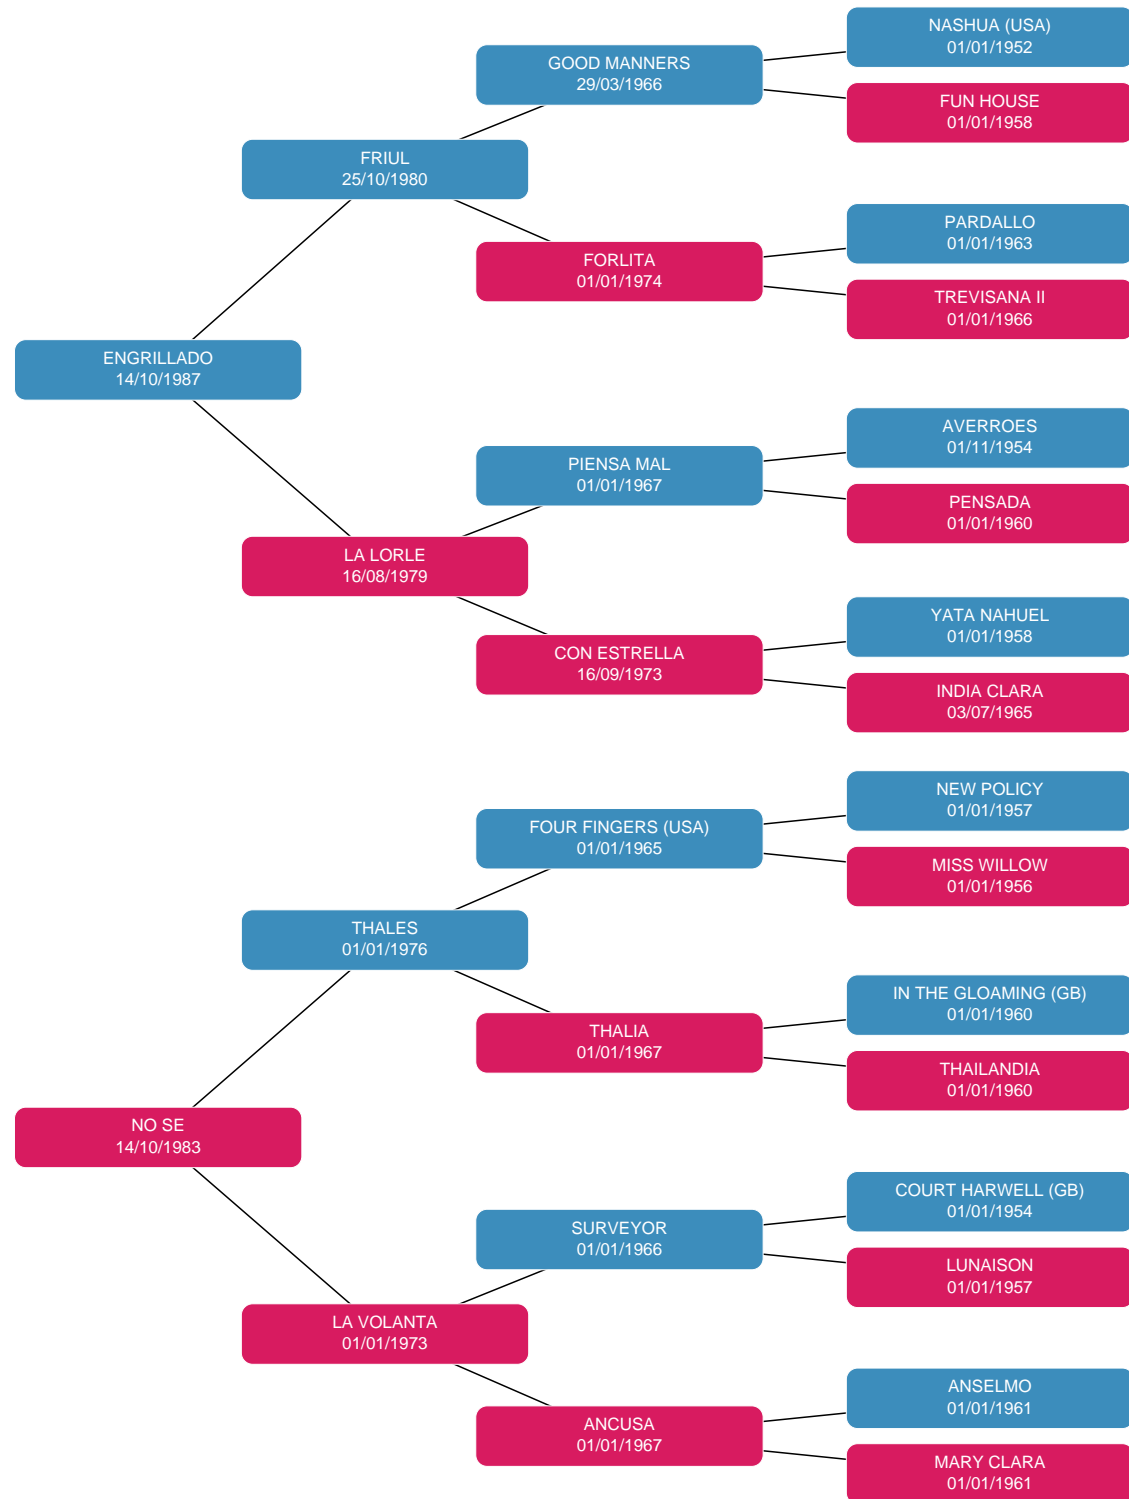 NASHUA (USA)
01/01/1952
GOOD MANNERS
29/03/1966
FUN HOUSE
01/01/1958
FRIUL
25/10/1980
PARDALLO
01/01/1963
FORLITA
01/01/1974
TREVISANA II
01/01/1966
ENGRILLADO
14/10/1987
AVERROES
01/11/1954
PIENSA MAL
01/01/1967
PENSADA
01/01/1960
LA LORLE
16/08/1979
YATA NAHUEL
01/01/1958
CON ESTRELLA
16/09/1973
INDIA CLARA
03/07/1965
NEW POLICY
01/01/1957
FOUR FINGERS (USA)
01/01/1965
MISS WILLOW
01/01/1956
THALES
01/01/1976
IN THE GLOAMING (GB)
01/01/1960
THALIA
01/01/1967
THAILANDIA
01/01/1960
NO SE
14/10/1983
COURT HARWELL (GB)
01/01/1954
SURVEYOR
01/01/1966
LUNAISON
01/01/1957
LA VOLANTA
01/01/1973
ANSELMO
01/01/1961
ANCUSA
01/01/1967
MARY CLARA
01/01/1961